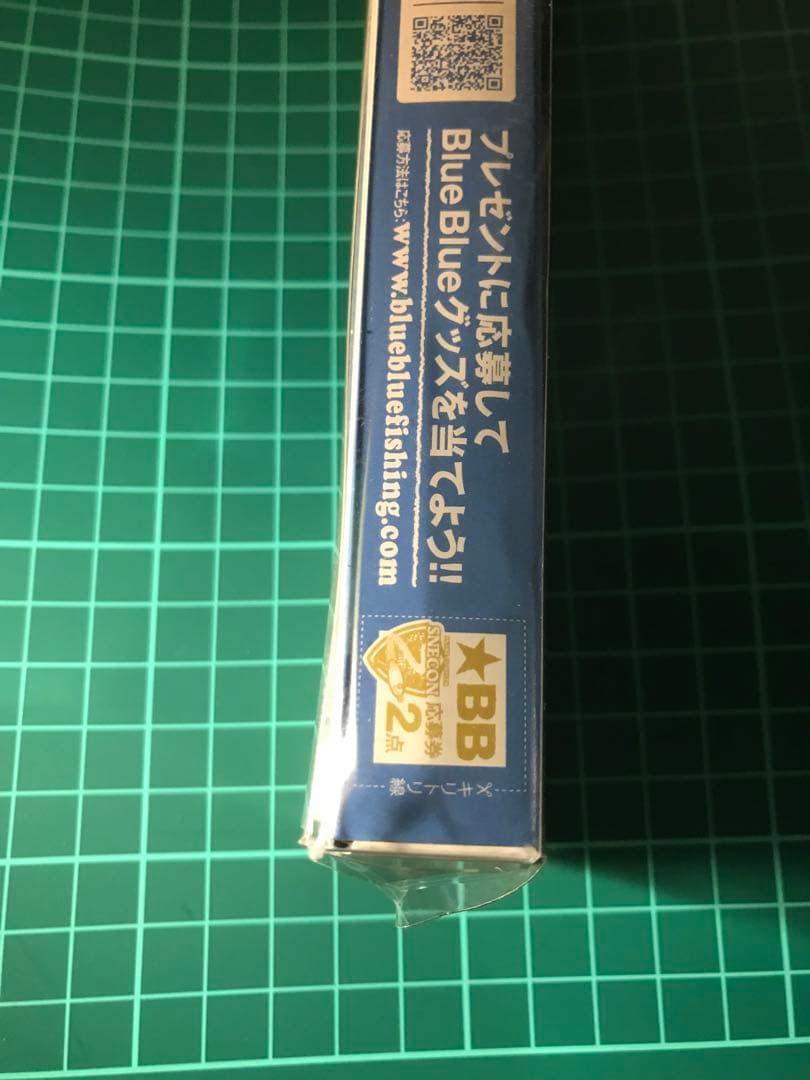 プレゼントに応募して
BlueBlueグッズを当てよう!!
応募方法はこちら:www.bluebluefishing.com
★BB
SNECON 応募券
2点
キリトリ線